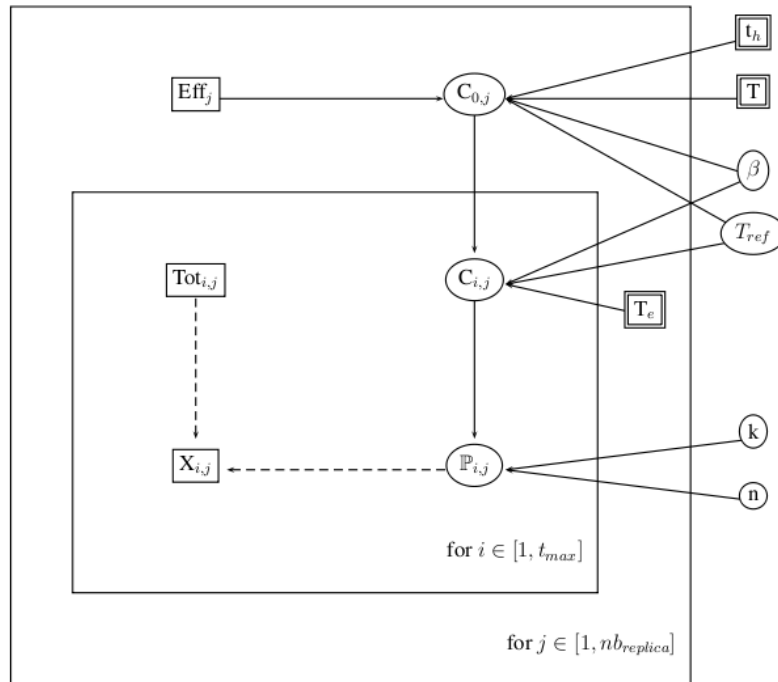 t_h
Eff_j C_{0,j} T
β
T_{ref}
Tot_{i,j} C_{i,j}
T_e
k
X_{i,j} ℙ_{i,j}
n
for i ∈ [1, t_{max}]
for j ∈ [1, nb_{replica}]